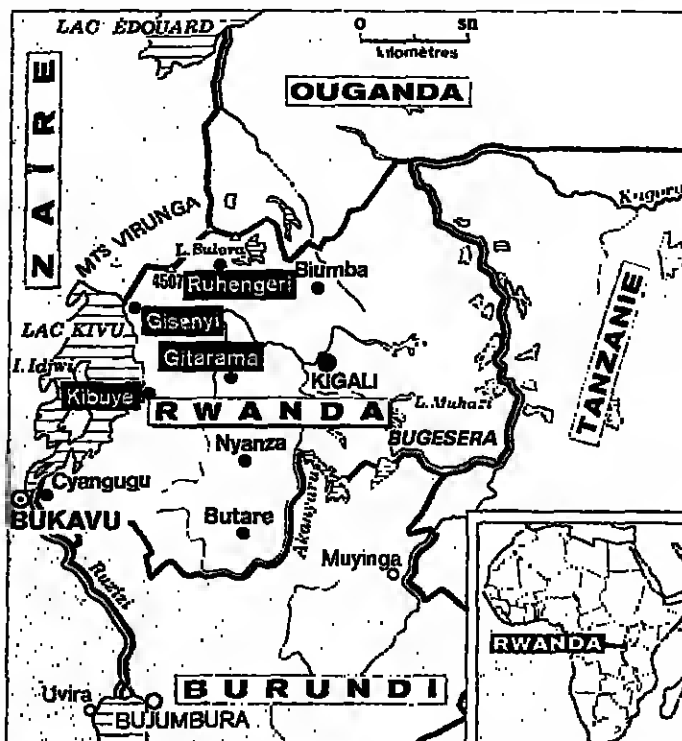 LAC ÉDOUARD
0 50
kilomètres
OUGANDA
ZAÏRE
Kagera
MTS VIRUNGA
L. Bulera
4507
Ruhengeri
Biumba
Gisenyi
LAC KIVU
TANZANIE
Gitarama
I. Idjwi
KIGALI
Kibuye
RWANDA
L. Muhazi
BUGESERA
Nyanza
Cyangugu
BUKAVU
Butare
Akanyaru
Muyinga
Ruzizi
RWANDA
Uvira
BURUNDI
BUJUMBURA